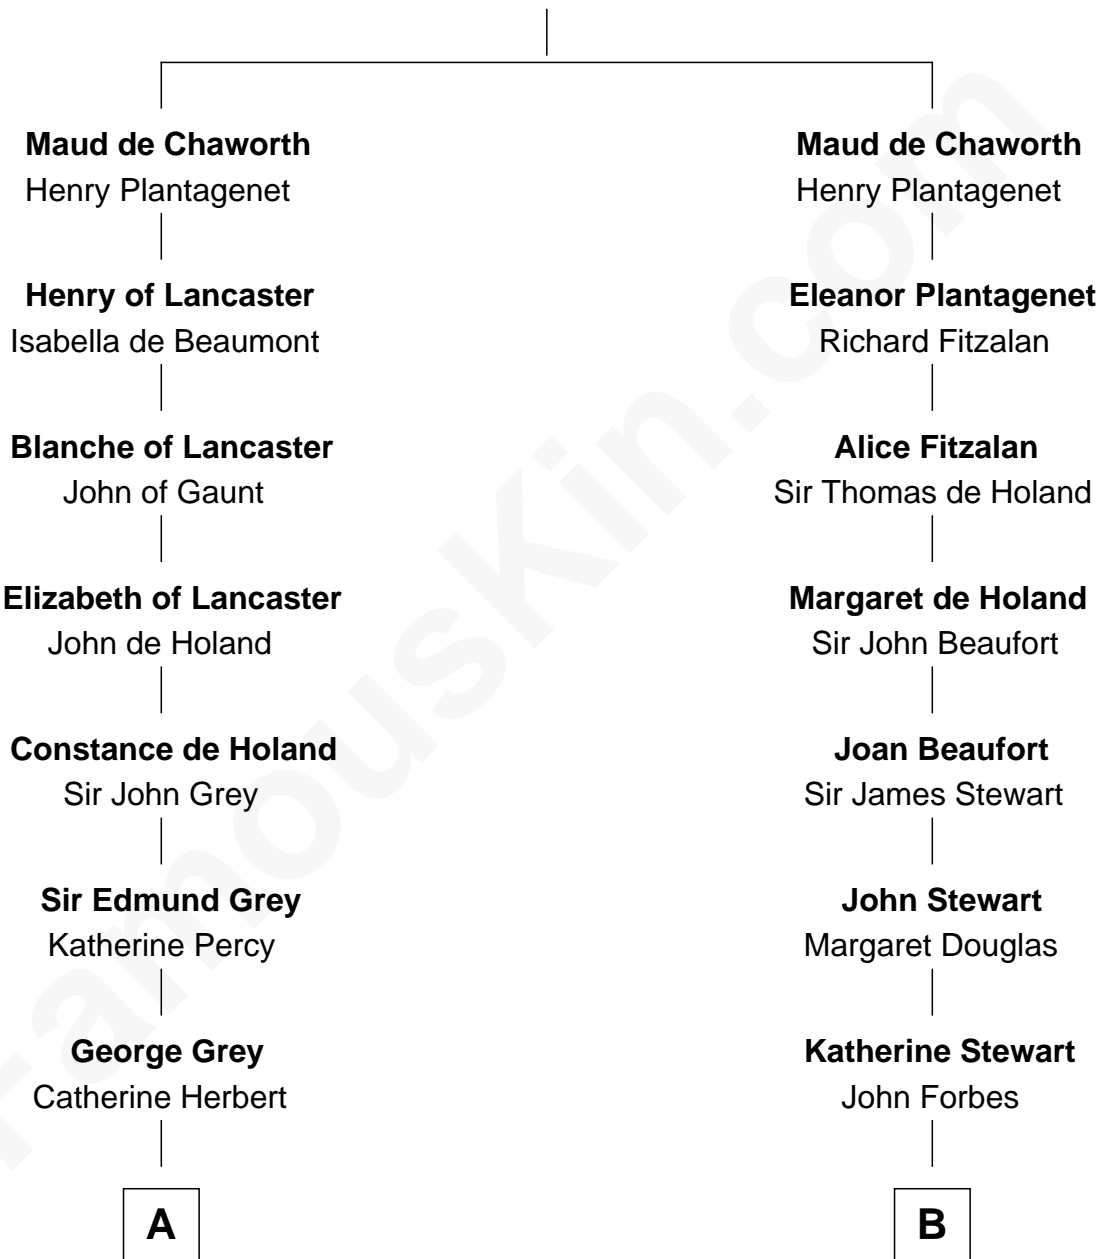 Maud de Chaworth
Henry Plantagenet
Maud de Chaworth
Henry Plantagenet
Henry of Lancaster
Isabella de Beaumont
Eleanor Plantagenet
Richard Fitzalan
Blanche of Lancaster
John of Gaunt
Alice Fitzalan
Sir Thomas de Holand
Elizabeth of Lancaster
John de Holand
Margaret de Holand
Sir John Beaufort
Constance de Holand
Sir John Grey
Joan Beaufort
Sir James Stewart
Sir Edmund Grey
Katherine Percy
John Stewart
Margaret Douglas
George Grey
Catherine Herbert
Katherine Stewart
John Forbes
A
B
FamousKin.com